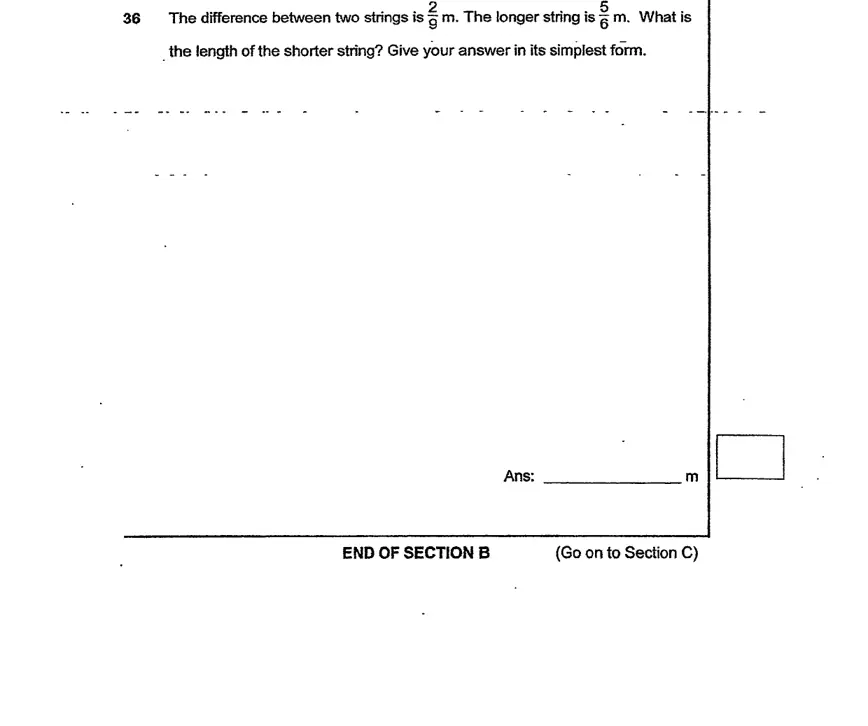 36 The difference between two strings is 2/9 m. The longer string is 5/6 m. What is
the length of the shorter string? Give your answer in its simplest form.
Ans: ______________ m
END OF SECTION B (Go on to Section C)